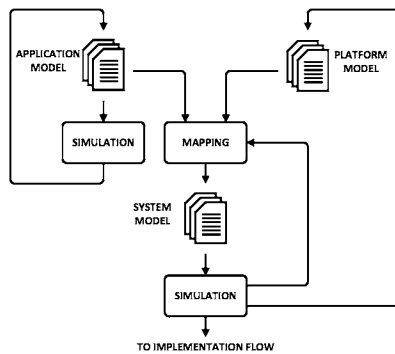 APPLICATION
MODEL
PLATFORM
MODEL
SIMULATION
MAPPING
SYSTEM
MODEL
SIMULATION
TO IMPLEMENTATION FLOW